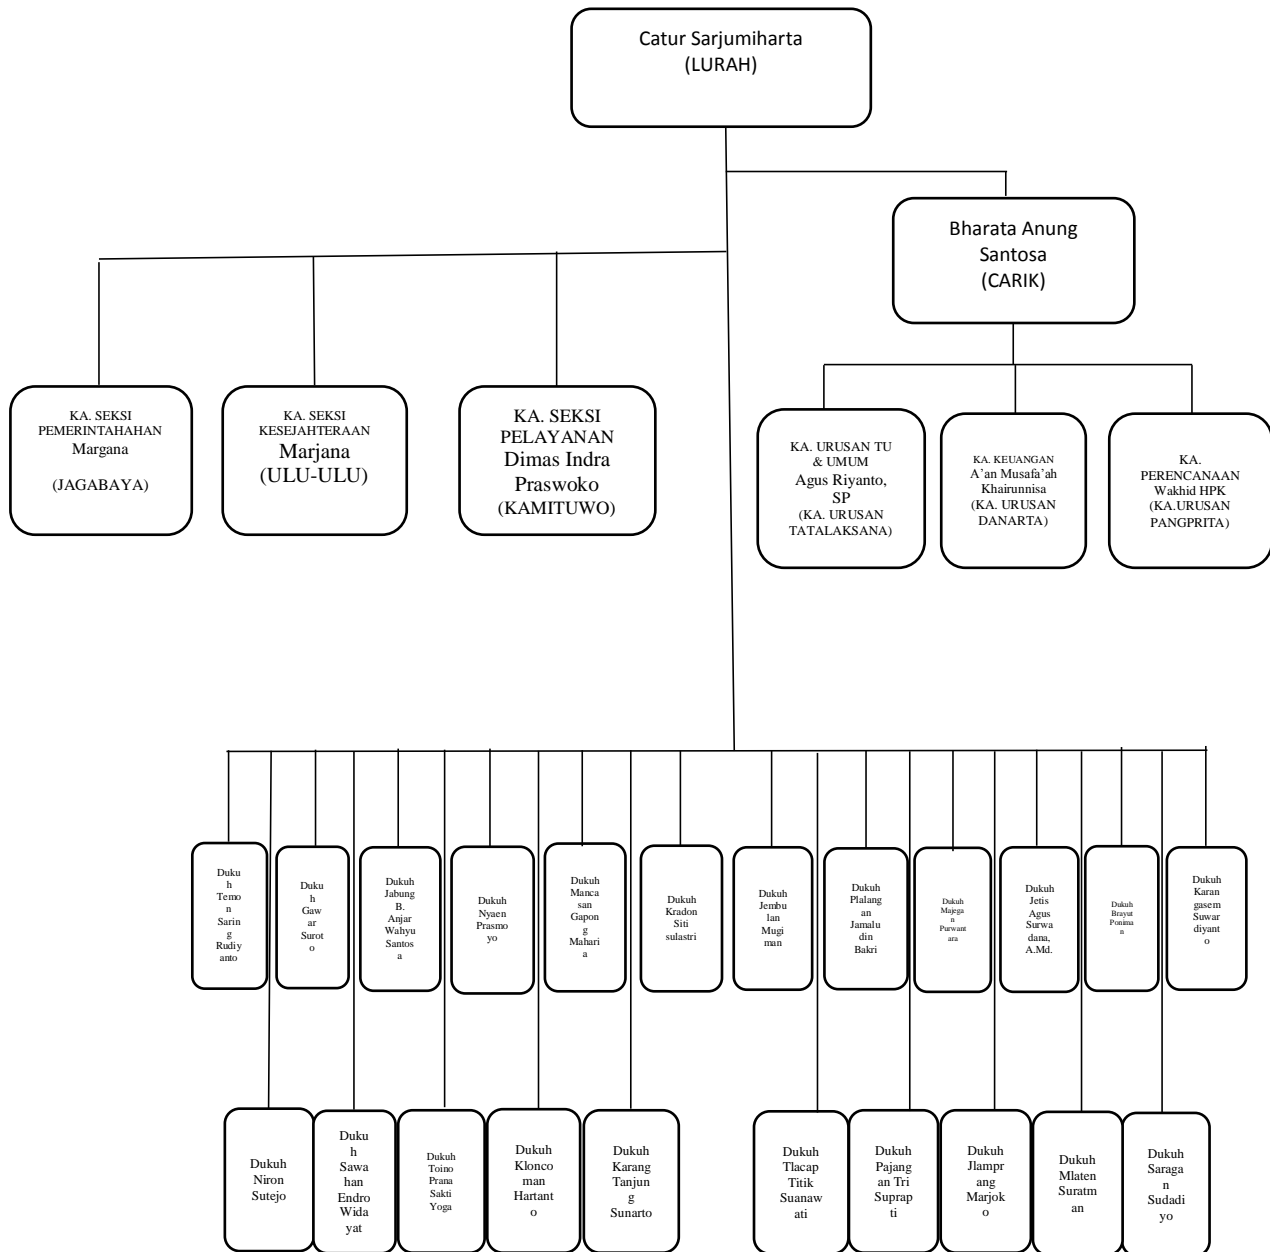 Catur Sarjumiharta
(LURAH)
Bharata Anung
Santosa
(CARIK)
KA. SEKSI
PEMERINTAHAHAN
Margana
(JAGABAYA)
KA. SEKSI
KESEJAHTERAAN
Marjana
(ULU-ULU)
KA. SEKSI
PELAYANAN
Dimas Indra
Praswoko
(KAMITUWO)
KA. URUSAN TU
& UMUM
Agus Riyanto,
SP
(KA. URUSAN
TATALAKSANA)
KA. KEUANGAN
A’an Musafa’ah
Khairunnisa
(KA. URUSAN
DANARTA)
KA.
PERENCANAAN
Wakhid HPK
(KA.URUSAN
PANGPRITA)
Duku
h
Temo
n
Sarin
g
Rudiy
anto
Duku
h
Gaw
ar
Surot
o
Dukuh
Jabung
B.
Anjar
Wahyu
Santos
a
Dukuh
Nyaen
Prasmo
yo
Dukuh
Manca
san
Gapon
g
Mahari
a
Dukuh
Kradon
Siti
sulastri
Dukuh
Jembu
lan
Mugi
man
Dukuh
Plalang
an
Jamalu
din
Bakri
Dukuh
Majega
n
Purwant
ara
Dukuh
Jetis
Agus
Surwa
dana,
A.Md.
Dukuh
Brayut
Ponima
n
Dukuh
Karan
gasem
Suwar
diyant
o
Dukuh
Niron
Sutejo
Duku
h
Sawa
han
Endro
Wida
yat
Dukuh
Toino
Prana
Sakti
Yoga
Dukuh
Klonco
man
Hartant
o
Dukuh
Karang
Tanjun
g
Sunarto
Dukuh
Tlacap
Titik
Suanaw
ati
Dukuh
Pajang
an Tri
Suprap
ti
Dukuh
Jlampr
ang
Marjok
o
Dukuh
Mlaten
Suratm
an
Dukuh
Saraga
n
Sudadi
yo